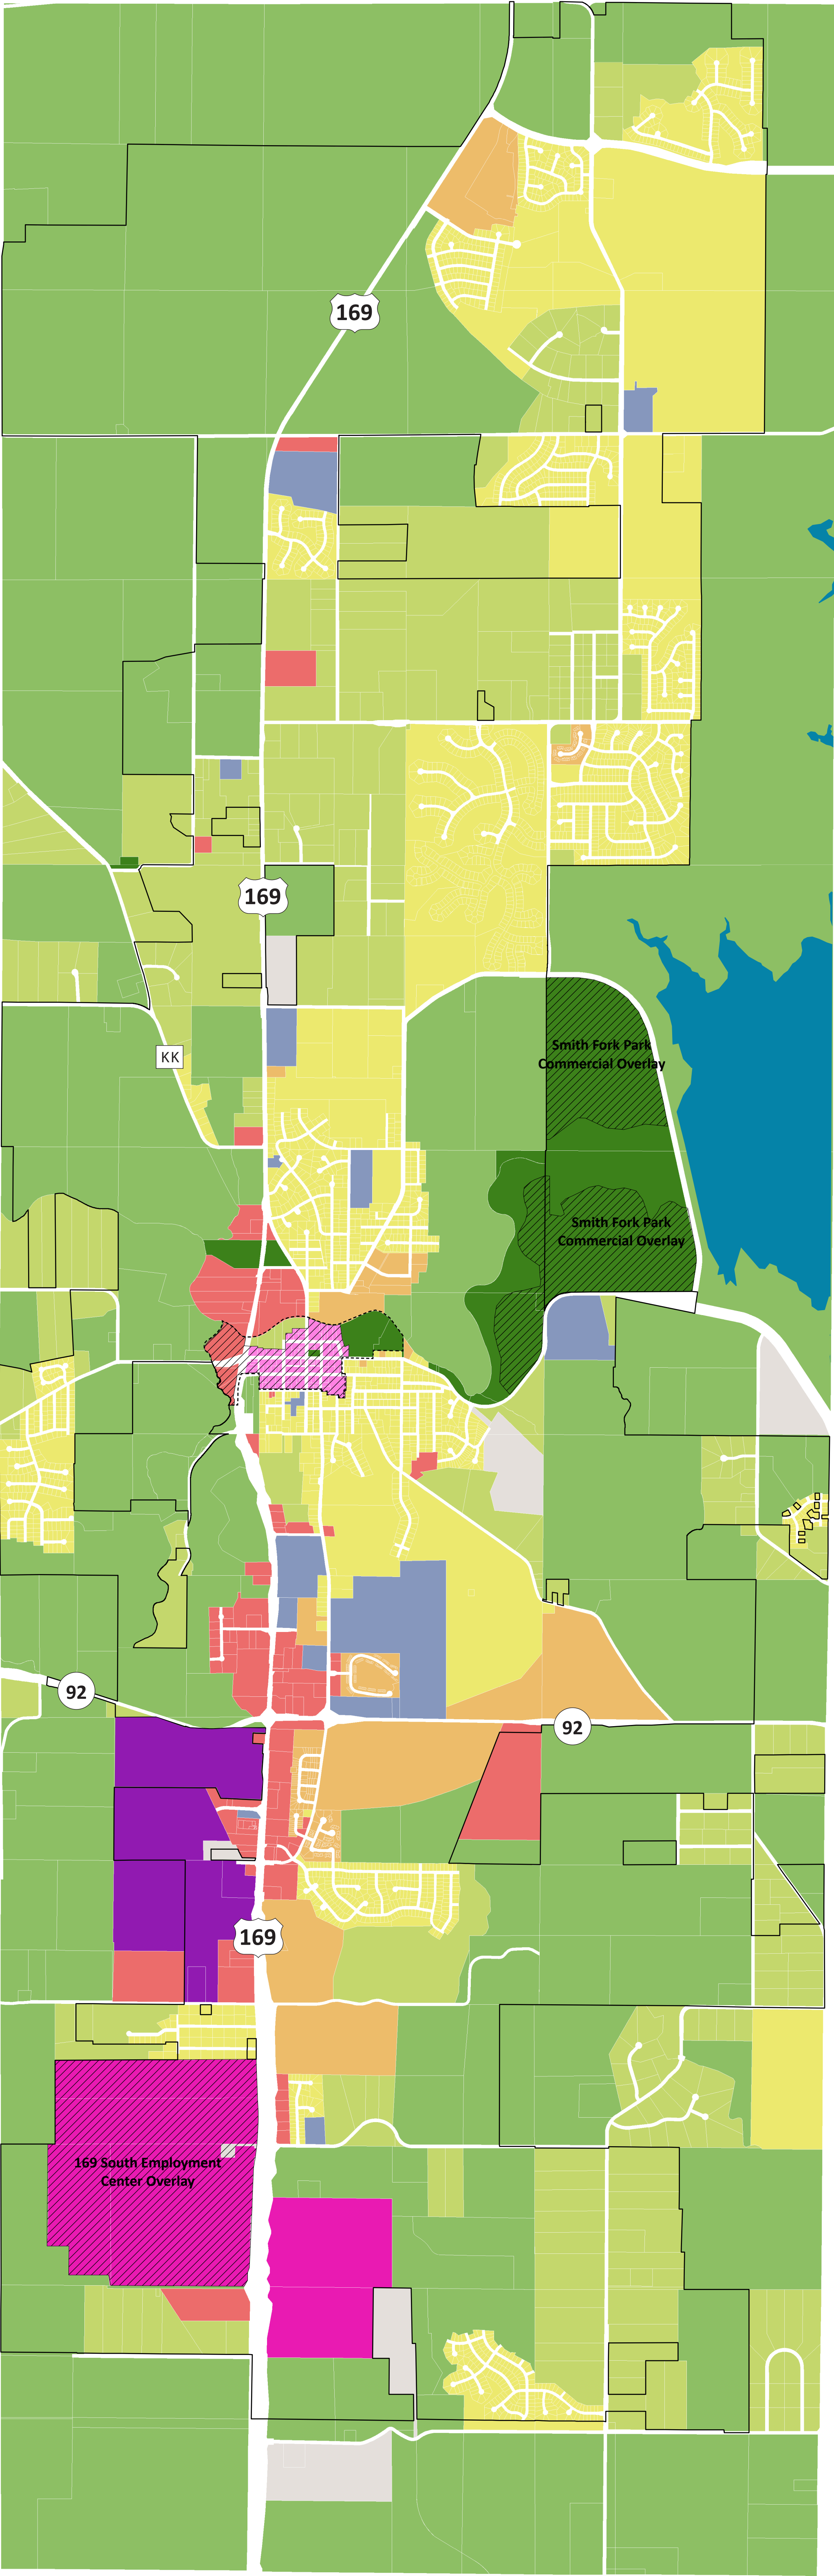 169
169
KK
Smith Fork Park
Commercial Overlay
Smith Fork Park
Commercial Overlay
92
92
169
169 South Employment
Center Overlay